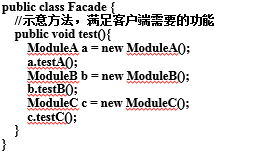 public class Facade {
//示意方法，满足客户端需要的功能
public void test(){
ModuleA a = new ModuleA();
a.testA();
ModuleB b = new ModuleB();
b.testB();
ModuleC c = new ModuleC();
c.testC();
}
}